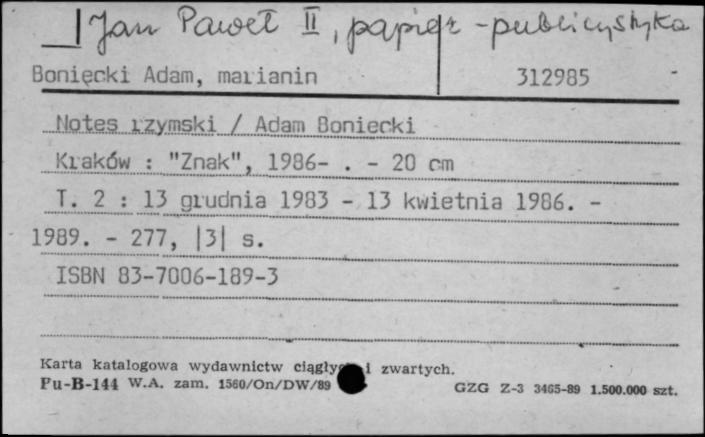 Jan Paweł II, papież - publicystyka
Boniecki Adam, marianin 312985
Notes rzymski / Adam Boniecki
Kraków : "Znak", 1986- . - 20 cm
T. 2 : 13 grudnia 1983 - 13 kwietnia 1986. -
1989. - 277, |3| s.
ISBN 83-7006-189-3
Karta katalogowa wydawnictw ciągłych i zwartych.
Pu-B-144 W.A. zam. 1560/On/DW/89 GZG Z-3 3465-89 1.500.000 szt.